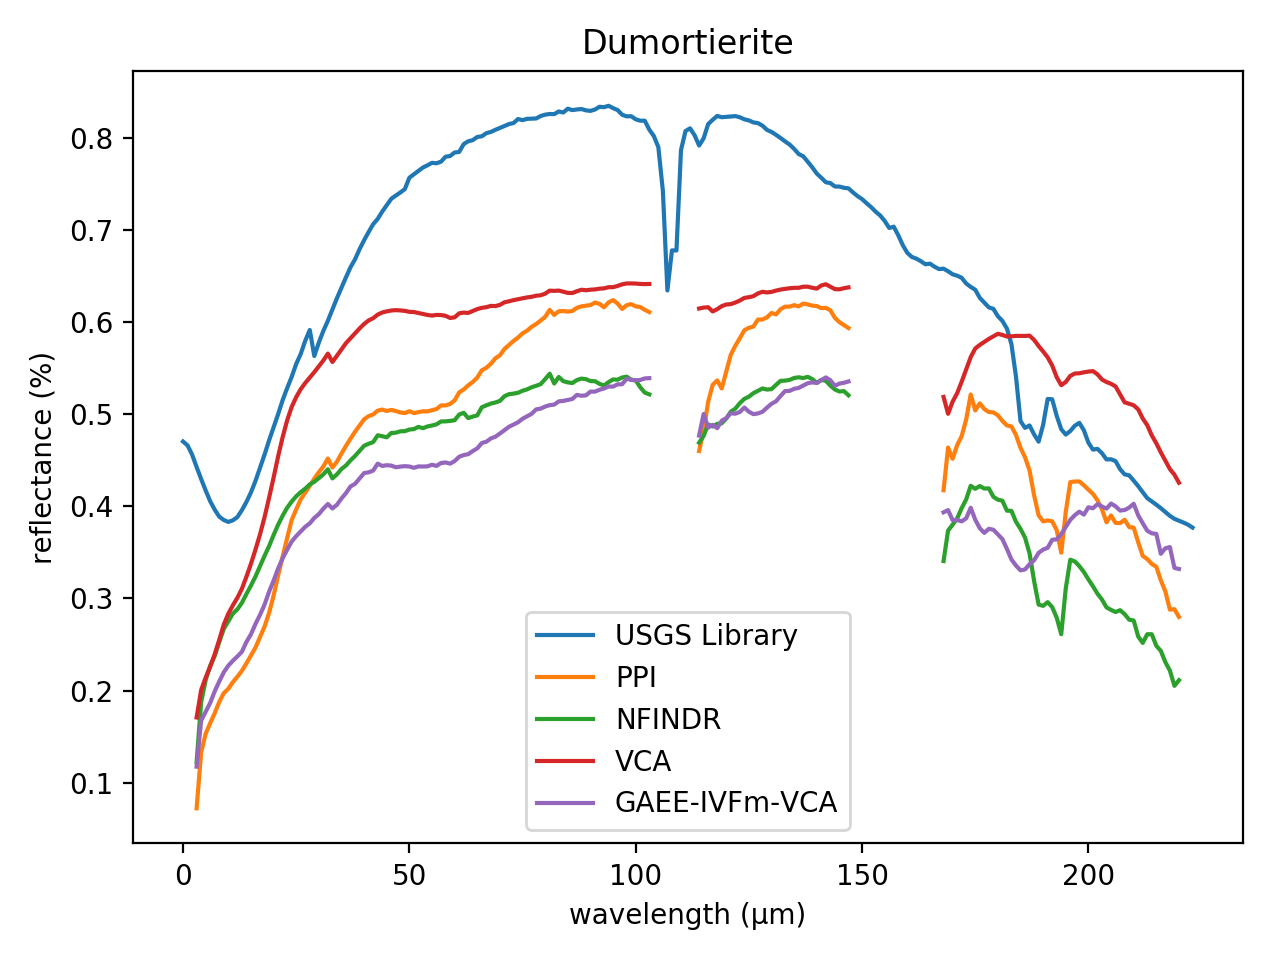 Dumortierite
reflectance (%)
0.8
0.7
0.6
0.5
0.4
0.3
0.2
0.1
USGS Library
PPI
NFINDR
VCA
GAEE-IVFm-VCA
0 50 100 150 200
wavelength (μm)